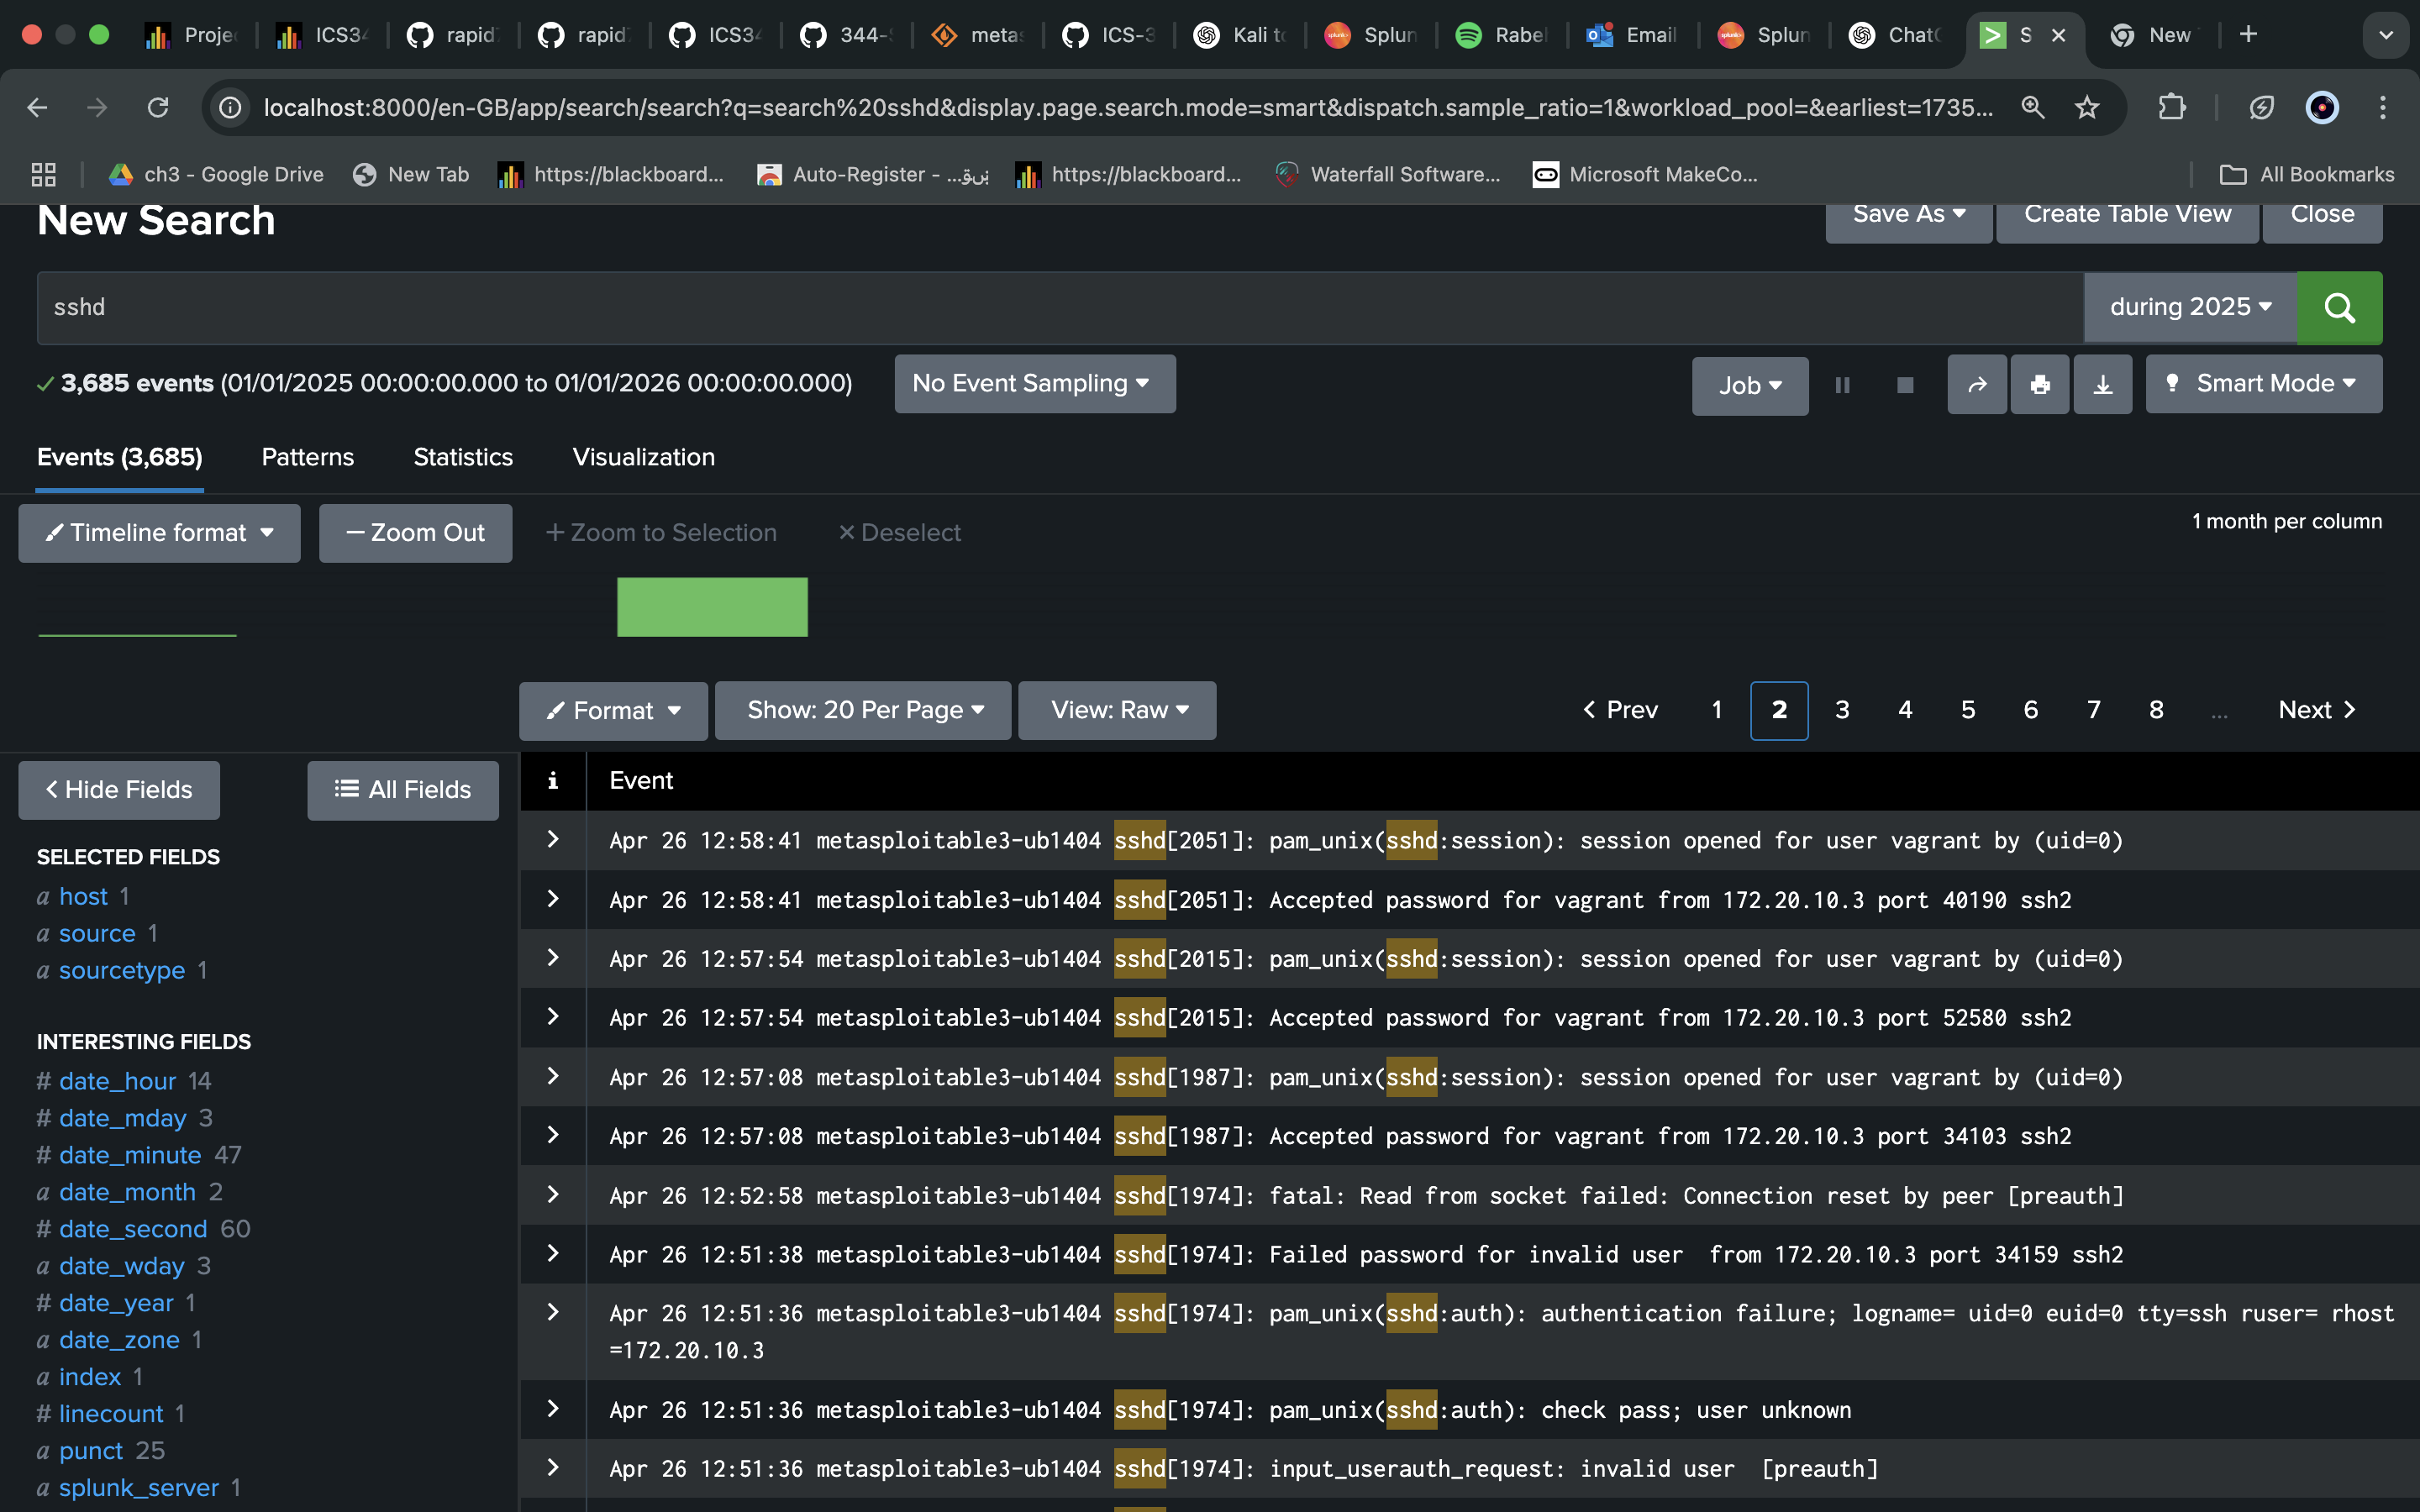 Proje
ICS34
rapid7
rapid7
ICS34
344-S
metas
ICS-3
Kali to
Splun
Rabel
Email
Splun
ChatG
S
New T
localhost:8000/en-GB/app/search/search?q=search%20sshd&display.page.search.mode=smart&dispatch.sample_ratio=1&workload_pool=&earliest=1735...
ch3 - Google Drive
New Tab
https://blackboard...
Auto-Register - ...
https://blackboard...
Waterfall Software...
Microsoft MakeCo...
All Bookmarks
New Search
Save As
Create Table View
Close
sshd
during 2025
3,685 events (01/01/2025 00:00:00.000 to 01/01/2026 00:00:00.000)
No Event Sampling
Job
Smart Mode
Events (3,685)
Patterns
Statistics
Visualization
Timeline format
Zoom Out
+ Zoom to Selection
× Deselect
1 month per column
Format
Show: 20 Per Page
View: Raw
Prev 1 2 3 4 5 6 7 8 ... Next
Hide Fields
All Fields
i Event
SELECTED FIELDS
a host 1
a source 1
a sourcetype 1
INTERESTING FIELDS
# date_hour 14
# date_mday 3
# date_minute 47
a date_month 2
# date_second 60
a date_wday 3
# date_year 1
a date_zone 1
a index 1
# linecount 1
a punct 25
a splunk_server 1
Apr 26 12:58:41 metasploitable3-ub1404 sshd[2051]: pam_unix(sshd:session): session opened for user vagrant by (uid=0)
Apr 26 12:58:41 metasploitable3-ub1404 sshd[2051]: Accepted password for vagrant from 172.20.10.3 port 40190 ssh2
Apr 26 12:57:54 metasploitable3-ub1404 sshd[2015]: pam_unix(sshd:session): session opened for user vagrant by (uid=0)
Apr 26 12:57:54 metasploitable3-ub1404 sshd[2015]: Accepted password for vagrant from 172.20.10.3 port 52580 ssh2
Apr 26 12:57:08 metasploitable3-ub1404 sshd[1987]: pam_unix(sshd:session): session opened for user vagrant by (uid=0)
Apr 26 12:57:08 metasploitable3-ub1404 sshd[1987]: Accepted password for vagrant from 172.20.10.3 port 34103 ssh2
Apr 26 12:52:58 metasploitable3-ub1404 sshd[1974]: fatal: Read from socket failed: Connection reset by peer [preauth]
Apr 26 12:51:38 metasploitable3-ub1404 sshd[1974]: Failed password for invalid user  from 172.20.10.3 port 34159 ssh2
Apr 26 12:51:36 metasploitable3-ub1404 sshd[1974]: pam_unix(sshd:auth): authentication failure; logname= uid=0 euid=0 tty=ssh ruser= rhost
=172.20.10.3
Apr 26 12:51:36 metasploitable3-ub1404 sshd[1974]: pam_unix(sshd:auth): check pass; user unknown
Apr 26 12:51:36 metasploitable3-ub1404 sshd[1974]: input_userauth_request: invalid user  [preauth]